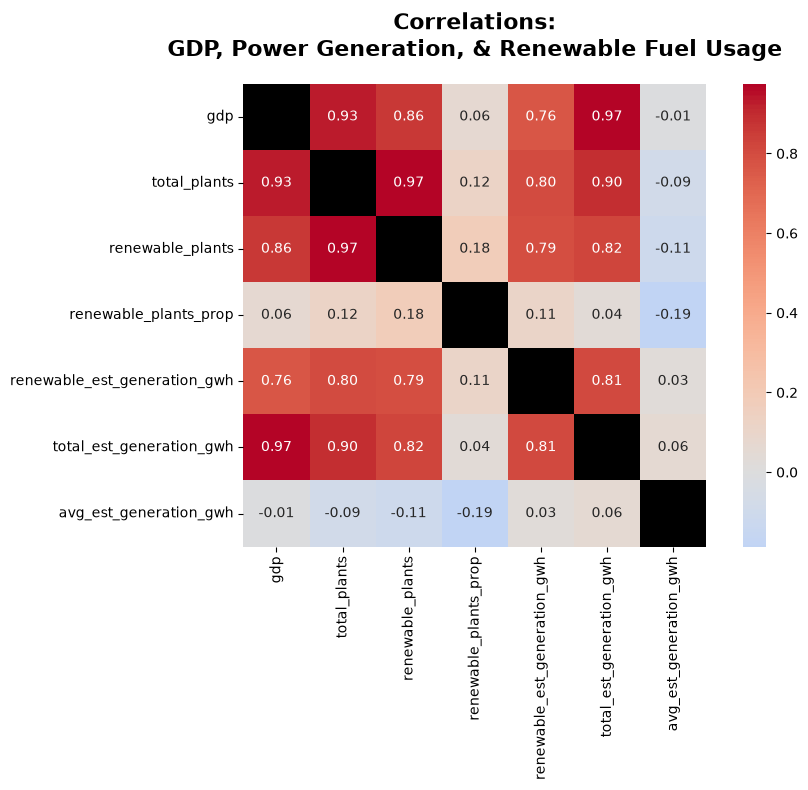 Correlations:
GDP, Power Generation, & Renewable Fuel Usage
gdp 0.93 0.86 0.06 0.76 0.97 -0.01
total_plants 0.93 0.97 0.12 0.80 0.90 -0.09
renewable_plants 0.86 0.97 0.18 0.79 0.82 -0.11
renewable_plants_prop 0.06 0.12 0.18 0.11 0.04 -0.19
renewable_est_generation_gwh 0.76 0.80 0.79 0.11 0.81 0.03
total_est_generation_gwh 0.97 0.90 0.82 0.04 0.81 0.06
avg_est_generation_gwh -0.01 -0.09 -0.11 -0.19 0.03 0.06
gdp
total_plants
renewable_plants
renewable_plants_prop
renewable_est_generation_gwh
total_est_generation_gwh
avg_est_generation_gwh
0.8
0.6
0.4
0.2
0.0